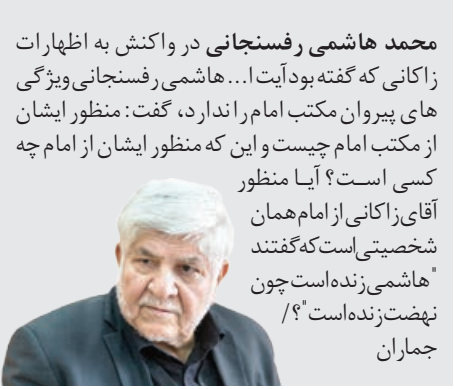 محمد هاشمی رفسنجانی در واکنش به اظهارات
زاکانی که گفته بود آیت ا... هاشمی رفسنجانی ویژگی
های پیروان مکتب امام را ندارد، گفت: منظور ایشان
از مکتب امام چیست و این که منظور ایشان از امام چه
کسی است؟ آیا منظور
آقای زاکانی از امام همان
شخصیتی است که گفتند
"هاشمی زنده است چون
نهضت زنده است"؟/
جماران